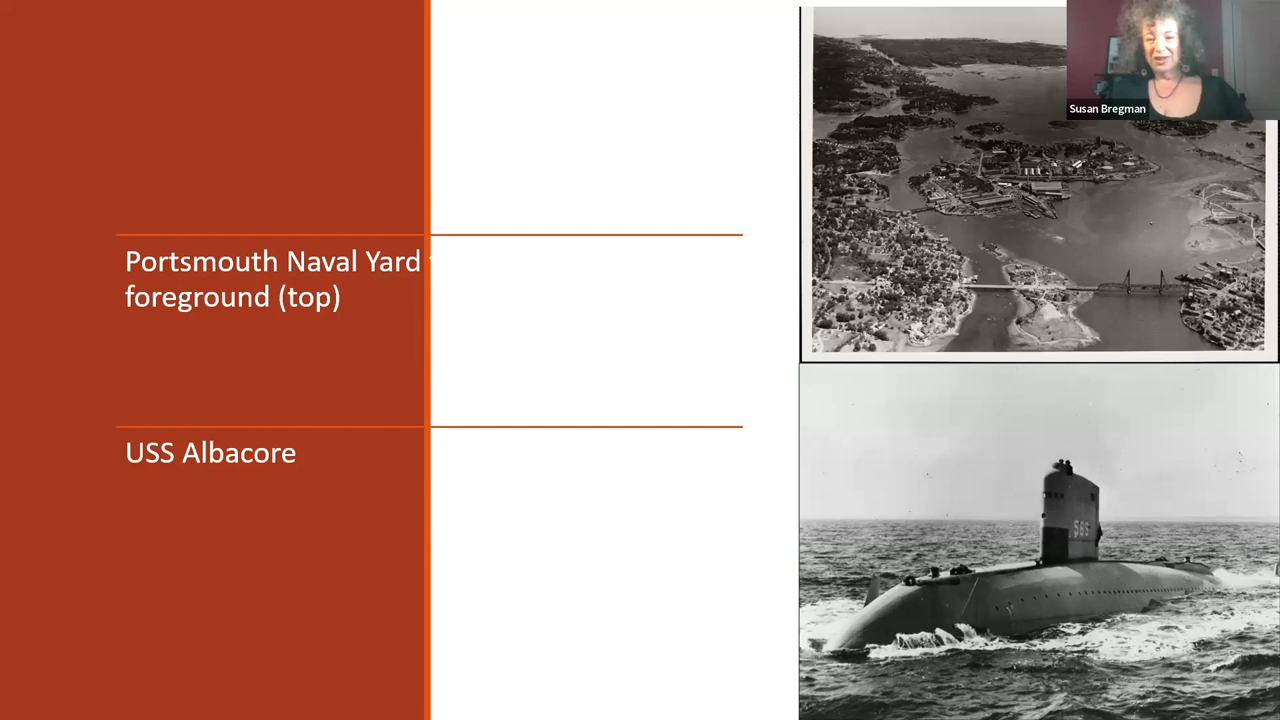 Susan Bregman
Portsmouth Naval Yard
foreground (top)
USS Albacore